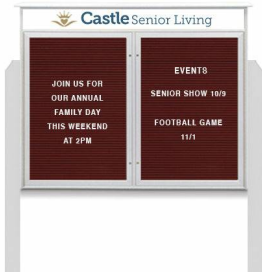 Castle Senior Living
JOIN US FOR
OUR ANNUAL
FAMILY DAY
THIS WEEKEND
AT 2PM
EVENTS
SENIOR SHOW 10/9
FOOTBALL GAME
11/1